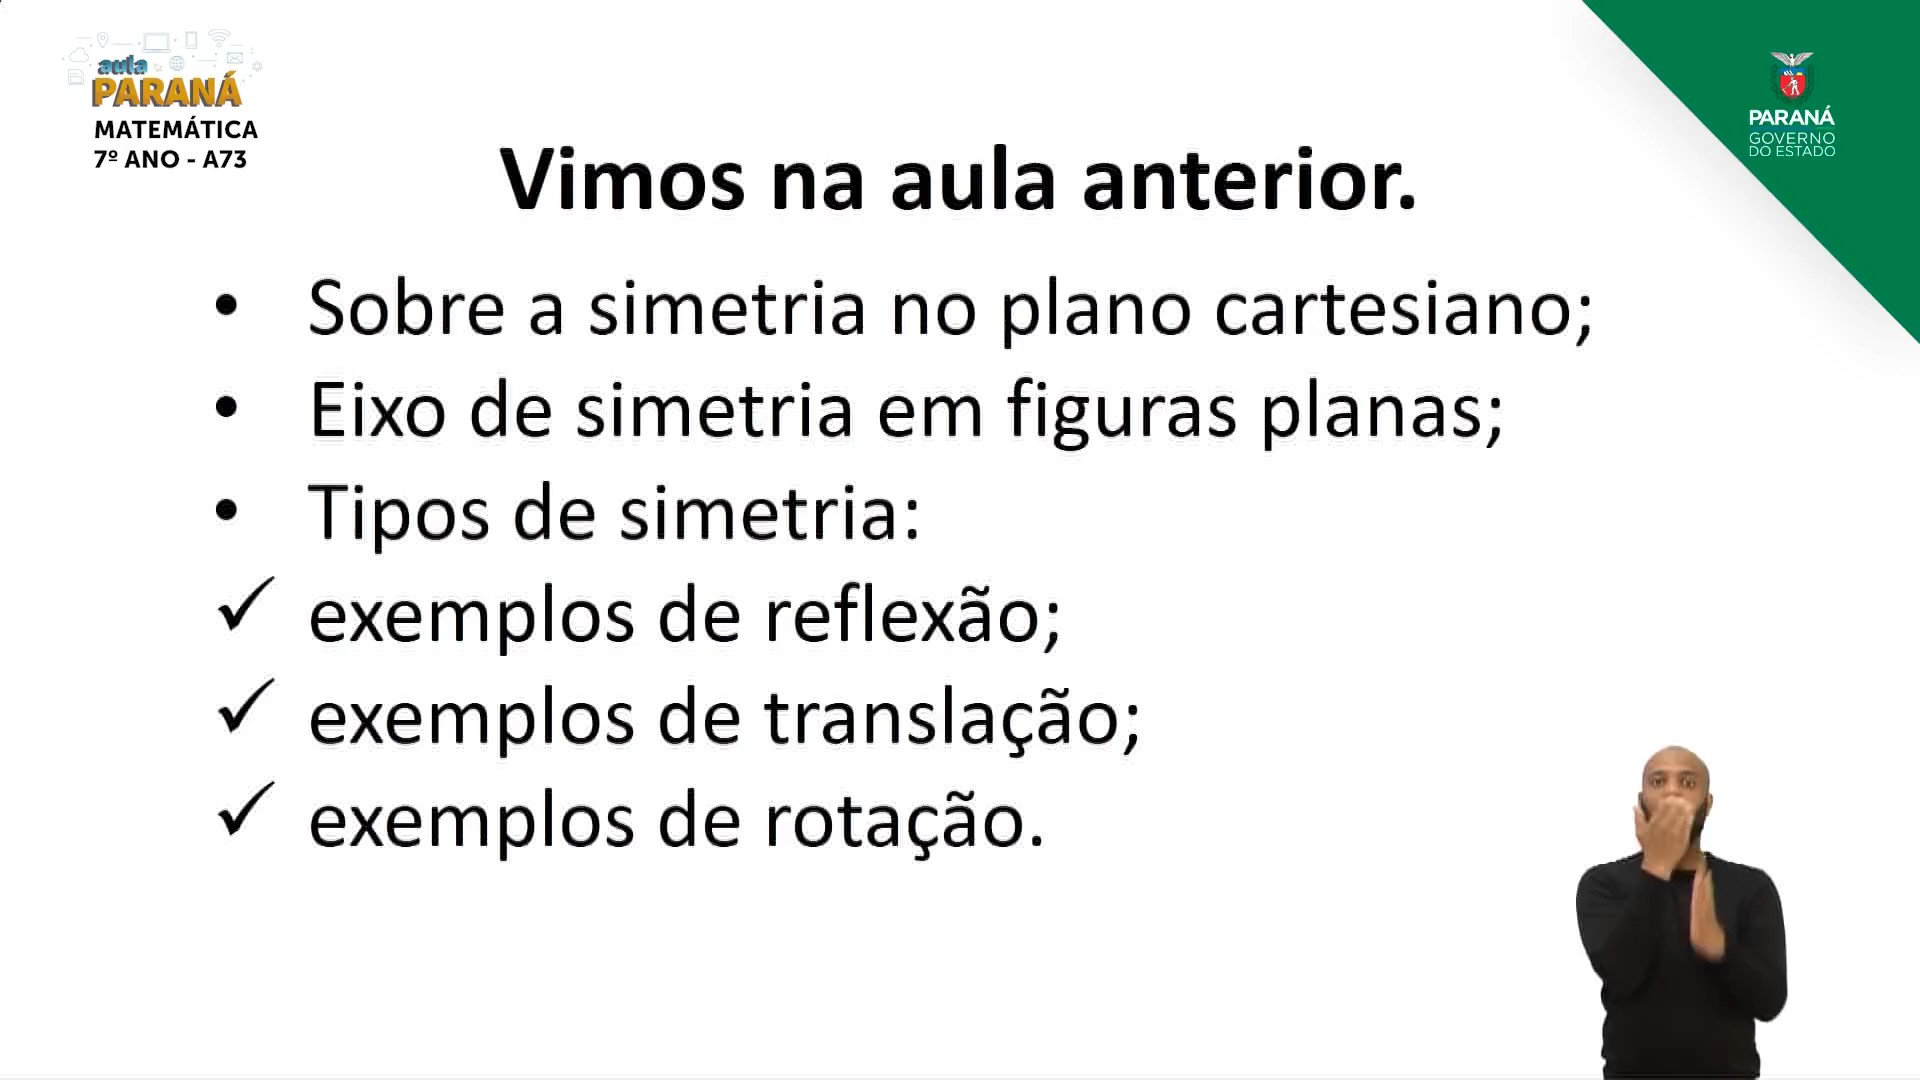 aula
PARANÁ
MATEMÁTICA
7º ANO - A73
PARANÁ
GOVERNO
DO ESTADO
Vimos na aula anterior.
• Sobre a simetria no plano cartesiano;
• Eixo de simetria em figuras planas;
• Tipos de simetria:
✓ exemplos de reflexão;
✓ exemplos de translação;
✓ exemplos de rotação.